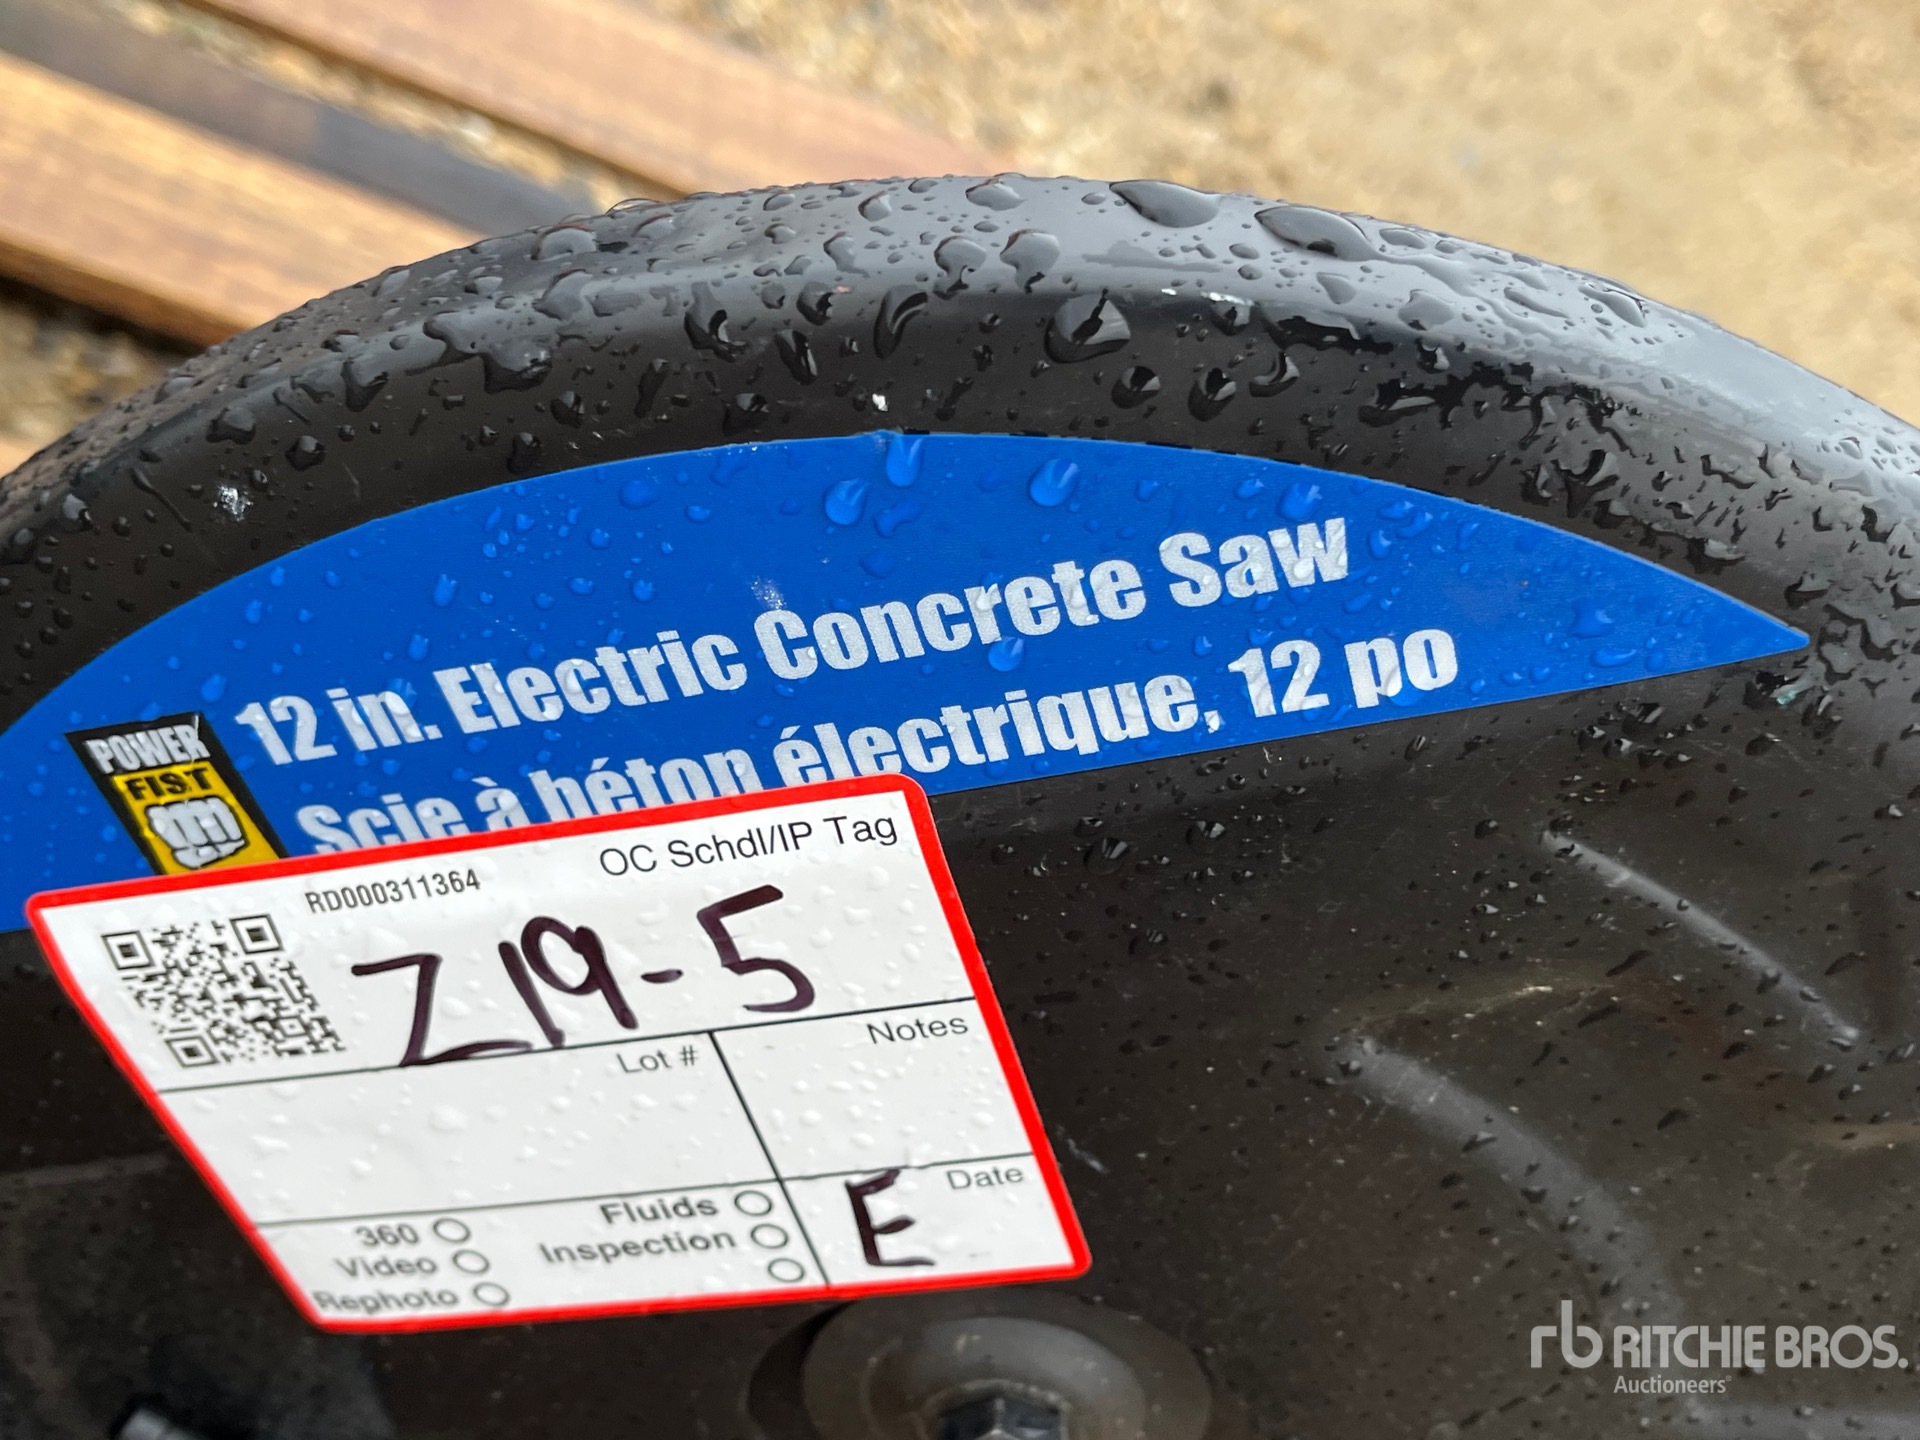 12 in. Electric Concrete Saw
Scie à béton électrique, 12 po
POWER
FIST
OC Schdl/IP Tag
RD000311364
Z19-5
Lot #
Notes
360
Video
Rephoto
Fluids
Inspection
Date
E
rb RITCHIE BROS.
Auctioneers